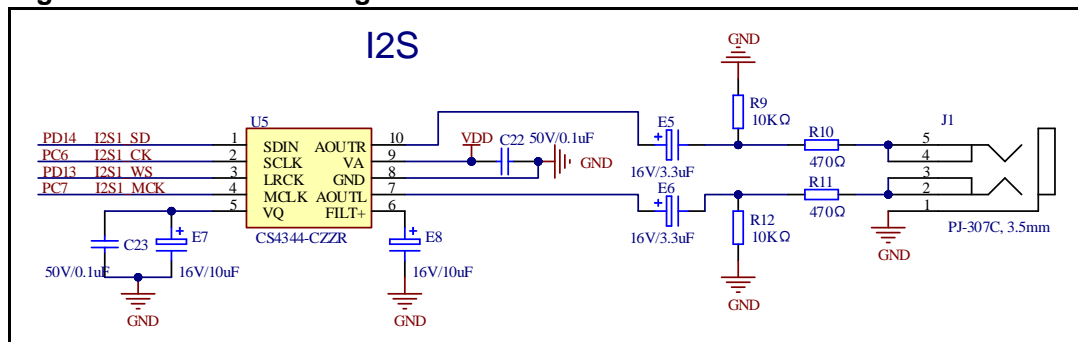 I2S
GND
U5
R9
10KΩ
E5
16V/3.3uF
R10
470Ω
J1
PD14 I2S1_SD 1 SDIN AOUTR 10
PC6 I2S1_CK 2 SCLK VA 9
PD13 I2S1_WS 3 LRCK GND 8
PC7 I2S1_MCK 4 MCLK AOUTL 7
5 VQ FILT+ 6
CS4344-CZZR
VDD
C22
50V/0.1uF
GND
E6
16V/3.3uF
R11
470Ω
R12
10KΩ
GND
5
4
3
2
1
PJ-307C, 3.5mm
GND
C23
50V/0.1uF
E7
16V/10uF
GND
E8
16V/10uF
GND